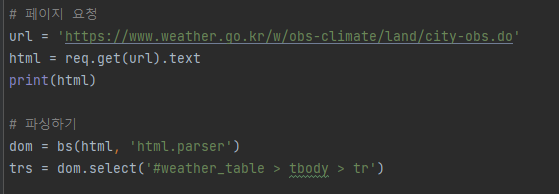 # 페이지 요청
url = 'https://www.weather.go.kr/w/obs-climate/land/city-obs.do'
html = req.get(url).text
print(html)
# 파싱하기
dom = bs(html, 'html.parser')
trs = dom.select('#weather_table > tbody > tr')